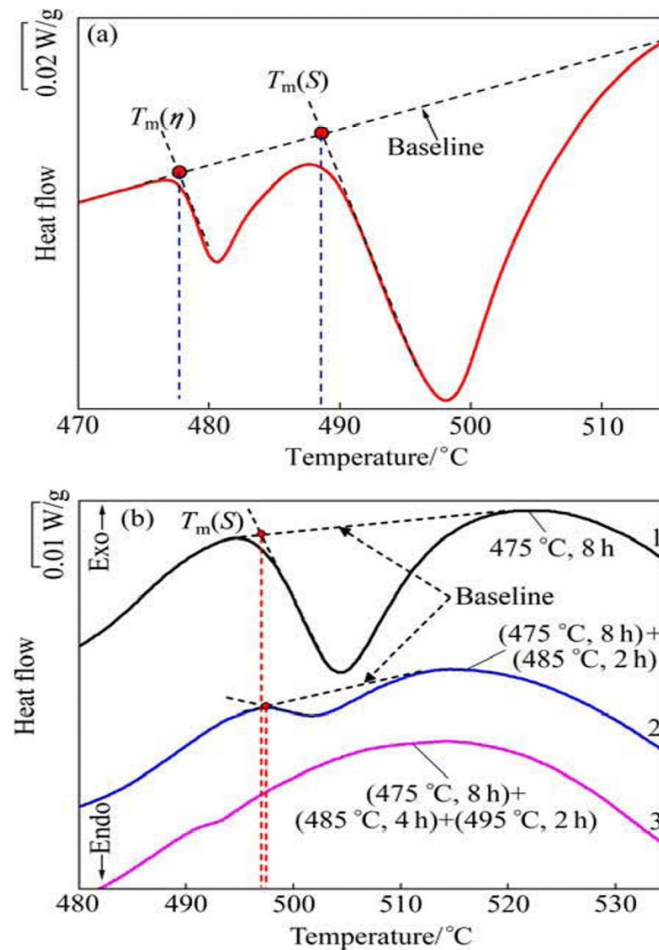 (a)
0.02 W/g
Tm(S)
Tm(η)
Baseline
Heat flow
470 480 490 500 510
Temperature/°C
(b)
0.01 W/g
Exo
Tm(S)
475 °C, 8 h
1
Baseline
(475 °C, 8 h)+
(485 °C, 2 h)
2
Heat flow
(475 °C, 8 h)+
(485 °C, 4 h)+(495 °C, 2 h)
3
Endo
480 490 500 510 520 530
Temperature/°C